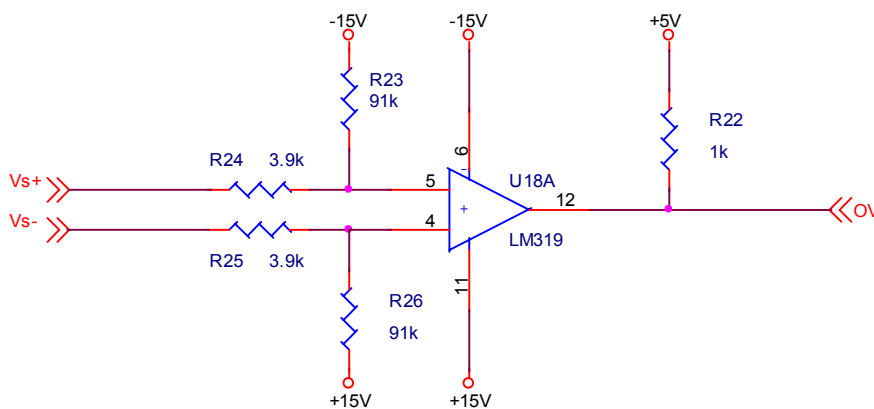 -15V
-15V
+5V
R23
91k
R22
1k
6
-
R24 3.9k
U18A
Vs+
5
12
+
Vs-
4
OV
LM319
R25 3.9k
11
R26
91k
+15V
+15V